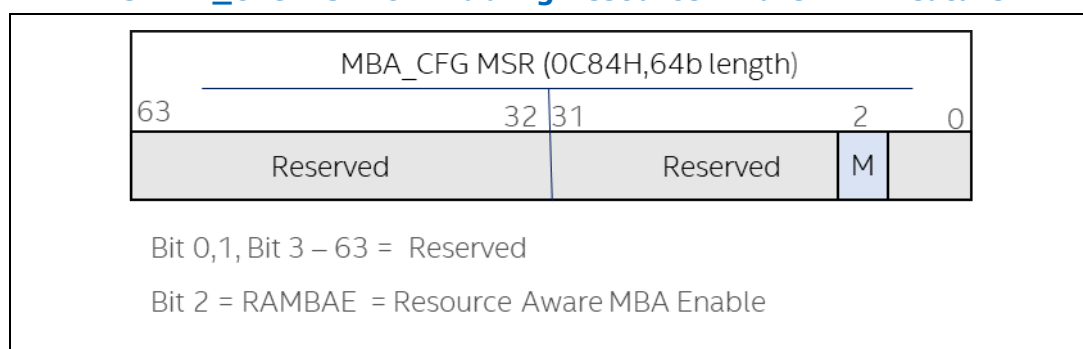 MBA_CFG MSR (0C84H,64b length)
63 32 31 2 0
Reserved Reserved M
Bit 0,1, Bit 3 – 63 = Reserved
Bit 2 = RAMBAE = Resource Aware MBA Enable